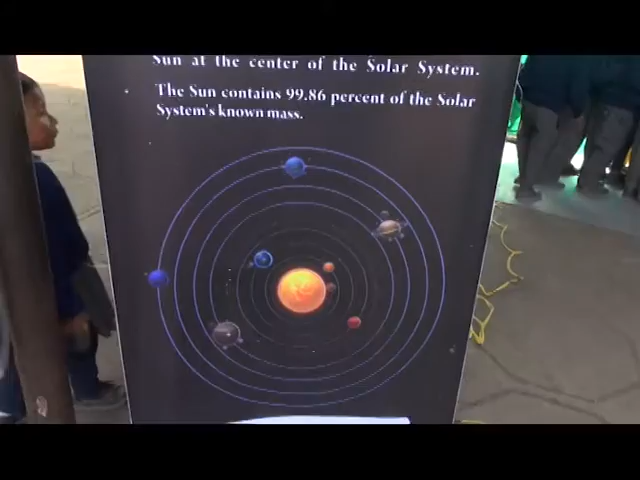 Sun at the center of the Solar System.
The Sun contains 99.86 percent of the Solar
System's known mass.